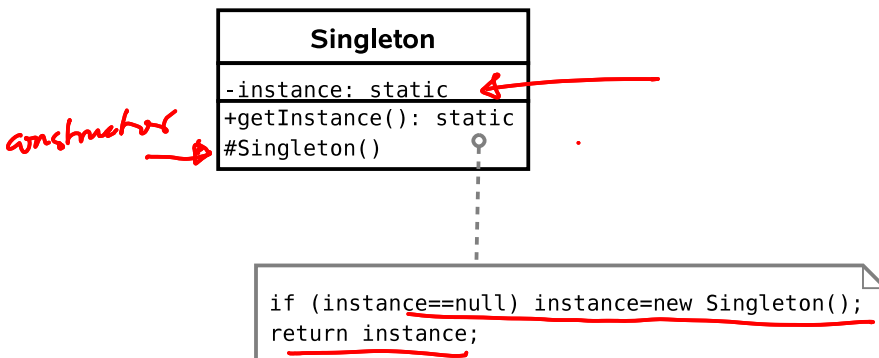 Singleton
-instance: static
+getInstance(): static
constructor
#Singleton()
if (instance==null) instance=new Singleton();
return instance;